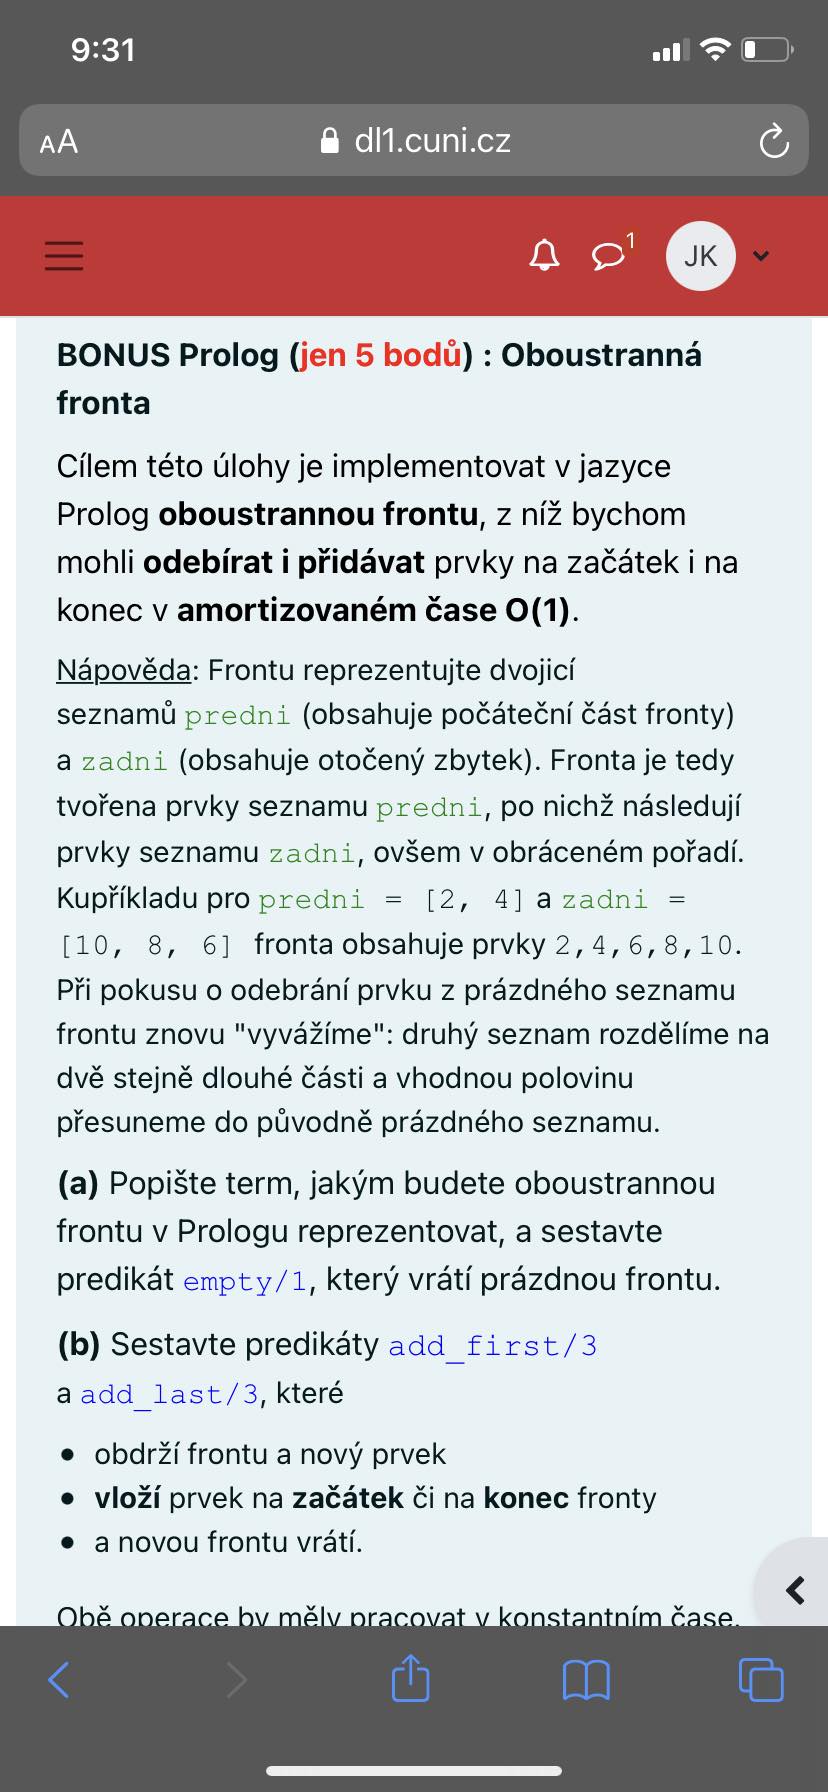 9:31
AA
dl1.cuni.cz
1
JK
BONUS Prolog (jen 5 bodů) : Oboustranná
fronta
Cílem této úlohy je implementovat v jazyce
Prolog oboustrannou frontu, z níž bychom
mohli odebírat i přidávat prvky na začátek i na
konec v amortizovaném čase O(1).
Nápověda: Frontu reprezentujte dvojicí
seznamů predni (obsahuje počáteční část fronty)
a zadni (obsahuje otočený zbytek). Fronta je tedy
tvořena prvky seznamu predni, po nichž následují
prvky seznamu zadni, ovšem v obráceném pořadí.
Kupříkladu pro predni = [2, 4] a zadni =
[10, 8, 6] fronta obsahuje prvky 2,4,6,8,10.
Při pokusu o odebrání prvku z prázdného seznamu
frontu znovu "vyvážíme": druhý seznam rozdělíme na
dvě stejně dlouhé části a vhodnou polovinu
přesuneme do původně prázdného seznamu.
(a) Popište term, jakým budete oboustrannou
frontu v Prologu reprezentovat, a sestavte
predikát empty/1, který vrátí prázdnou frontu.
(b) Sestavte predikáty add_first/3
a add_last/3, které
• obdrží frontu a nový prvek
• vloží prvek na začátek či na konec fronty
• a novou frontu vrátí.
Obě operace by měly pracovat v konstantním čase.